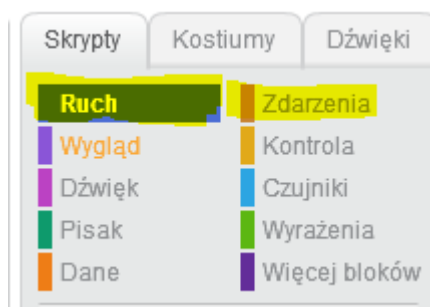 Skrypty Kostiumy Dźwięki
Ruch Zdarzenia
Wygląd Kontrola
Dźwięk Czujniki
Pisak Wyrażenia
Dane Więcej bloków